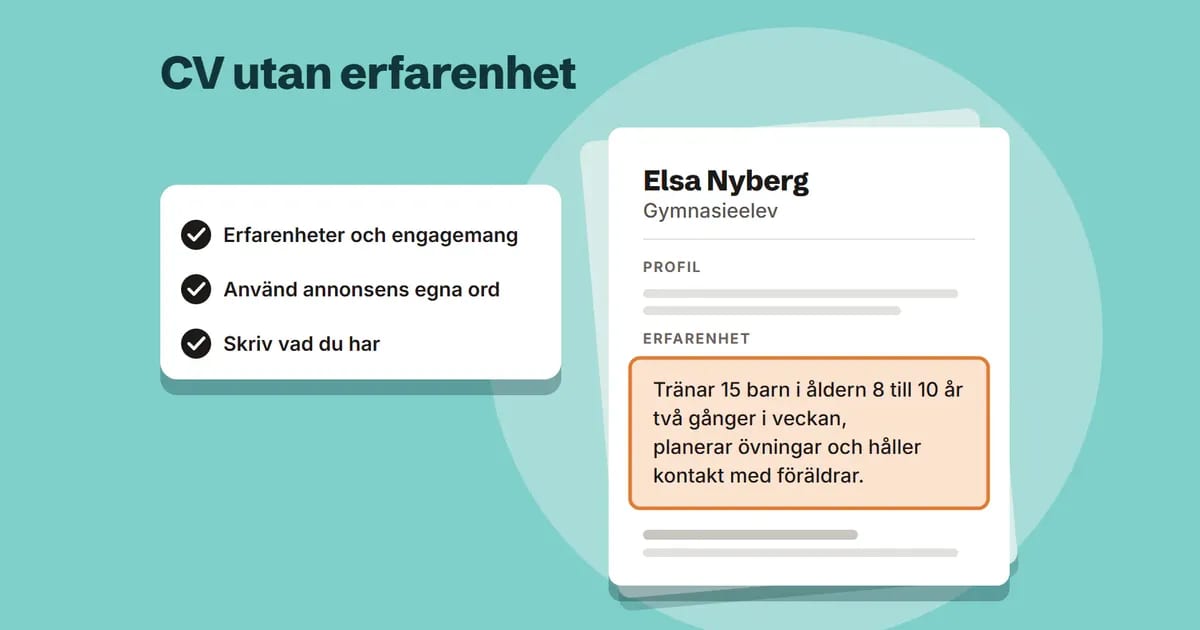 CV utan erfarenhet
Erfarenheter och engagemang
Använd annonsens egna ord
Skriv vad du har
Elsa Nyberg
Gymnasieelev
PROFIL
ERFARENHET
Tränar 15 barn i åldern 8 till 10 år
två gånger i veckan,
planerar övningar och håller
kontakt med föräldrar.